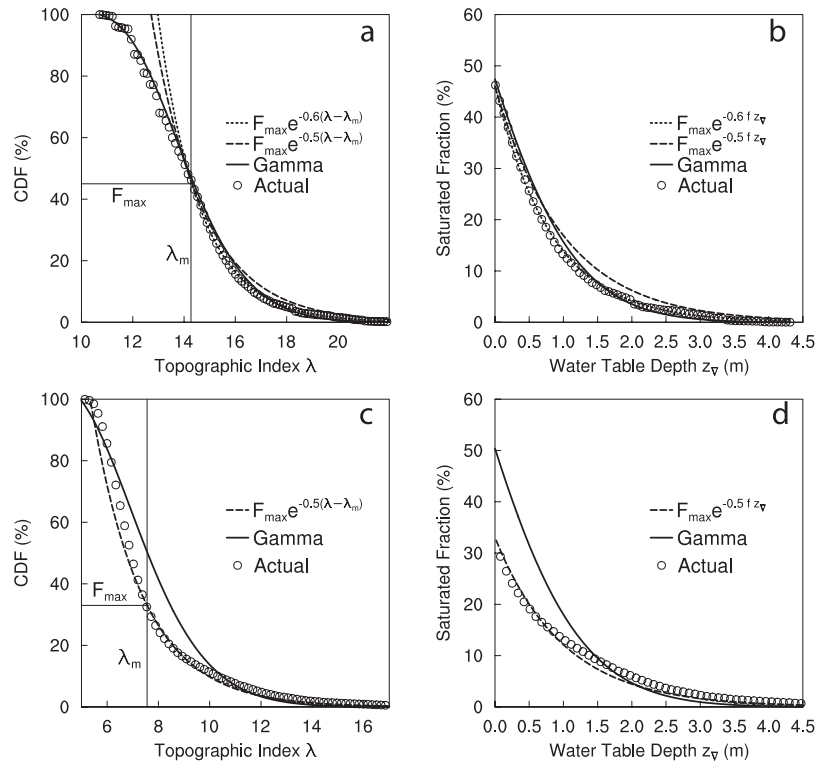 a
CDF (%)
100
80
60
40
20
0
F_max e^-0.6(λ−λ_m)
F_max e^-0.5(λ−λ_m)
Gamma
Actual
F_max
λ_m
10 12 14 16 18 20
Topographic Index λ
b
Saturated Fraction (%)
60
50
40
30
20
10
0
F_max e^-0.6 f z_∇
F_max e^-0.5 f z_∇
Gamma
Actual
0.0 0.5 1.0 1.5 2.0 2.5 3.0 3.5 4.0 4.5
Water Table Depth z_∇ (m)
c
CDF (%)
100
80
60
40
20
0
F_max e^-0.5(λ−λ_m)
Gamma
Actual
F_max
λ_m
6 8 10 12 14 16
Topographic Index λ
d
Saturated Fraction (%)
60
50
40
30
20
10
0
F_max e^-0.5 f z_∇
Gamma
Actual
0.0 0.5 1.0 1.5 2.0 2.5 3.0 3.5 4.0 4.5
Water Table Depth z_∇ (m)